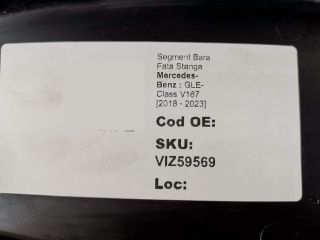 Segment Bara
Fata Stanga
Mercedes-
Benz : GLE-
Class V167
[2018 - 2023]
Cod OE:
SKU:
VIZ59569
Loc: